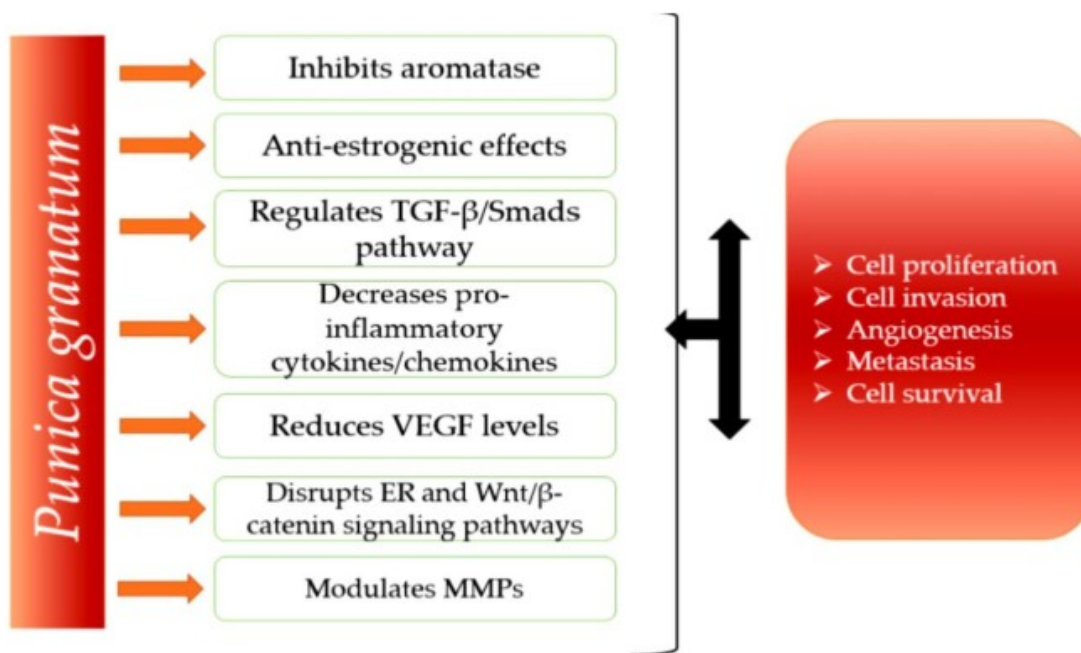 Punica granatum
Inhibits aromatase
Anti-estrogenic effects
Regulates TGF-β/Smads
pathway
Decreases pro-
inflammatory
cytokines/chemokines
Reduces VEGF levels
Disrupts ER and Wnt/β-
catenin signaling pathways
Modulates MMPs
➢ Cell proliferation
➢ Cell invasion
➢ Angiogenesis
➢ Metastasis
➢ Cell survival